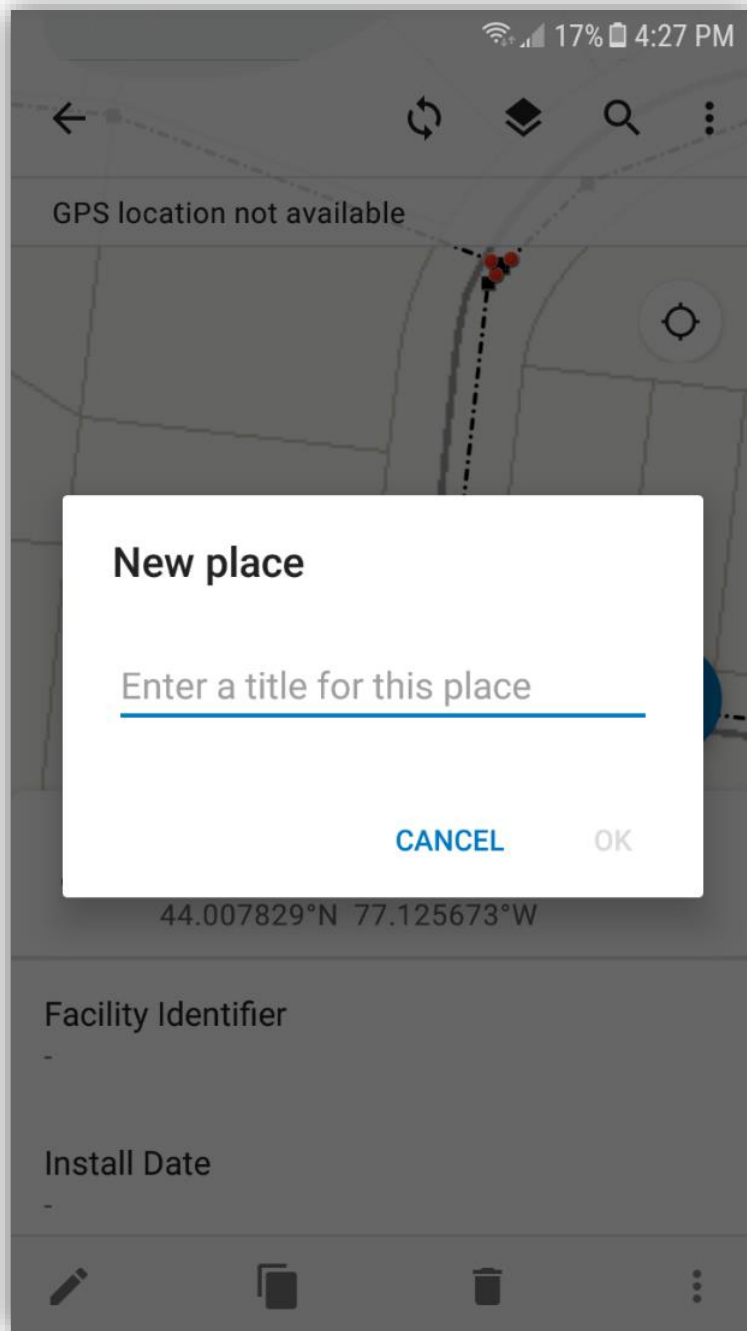 17% 4:27 PM
GPS location not available
New place
Enter a title for this place
CANCEL OK
44.007829°N 77.125673°W
Facility Identifier
-
Install Date
-